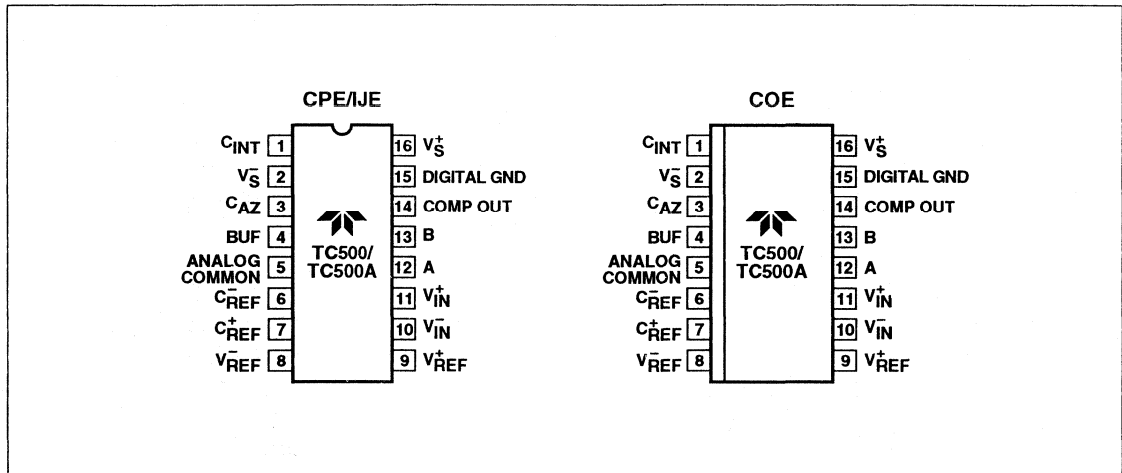 CPE/IJE
C_INT 1
V_S^- 2
C_AZ 3
BUF 4
ANALOG
COMMON 5
C_REF^- 6
C_REF^+ 7
V_REF^- 8
TC500/
TC500A
16 V_S^+
15 DIGITAL GND
14 COMP OUT
13 B
12 A
11 V_IN^+
10 V_IN^-
9 V_REF^+
COE
C_INT 1
V_S^- 2
C_AZ 3
BUF 4
ANALOG
COMMON 5
C_REF^- 6
C_REF^+ 7
V_REF^- 8
TC500/
TC500A
16 V_S^+
15 DIGITAL GND
14 COMP OUT
13 B
12 A
11 V_IN^+
10 V_IN^-
9 V_REF^+